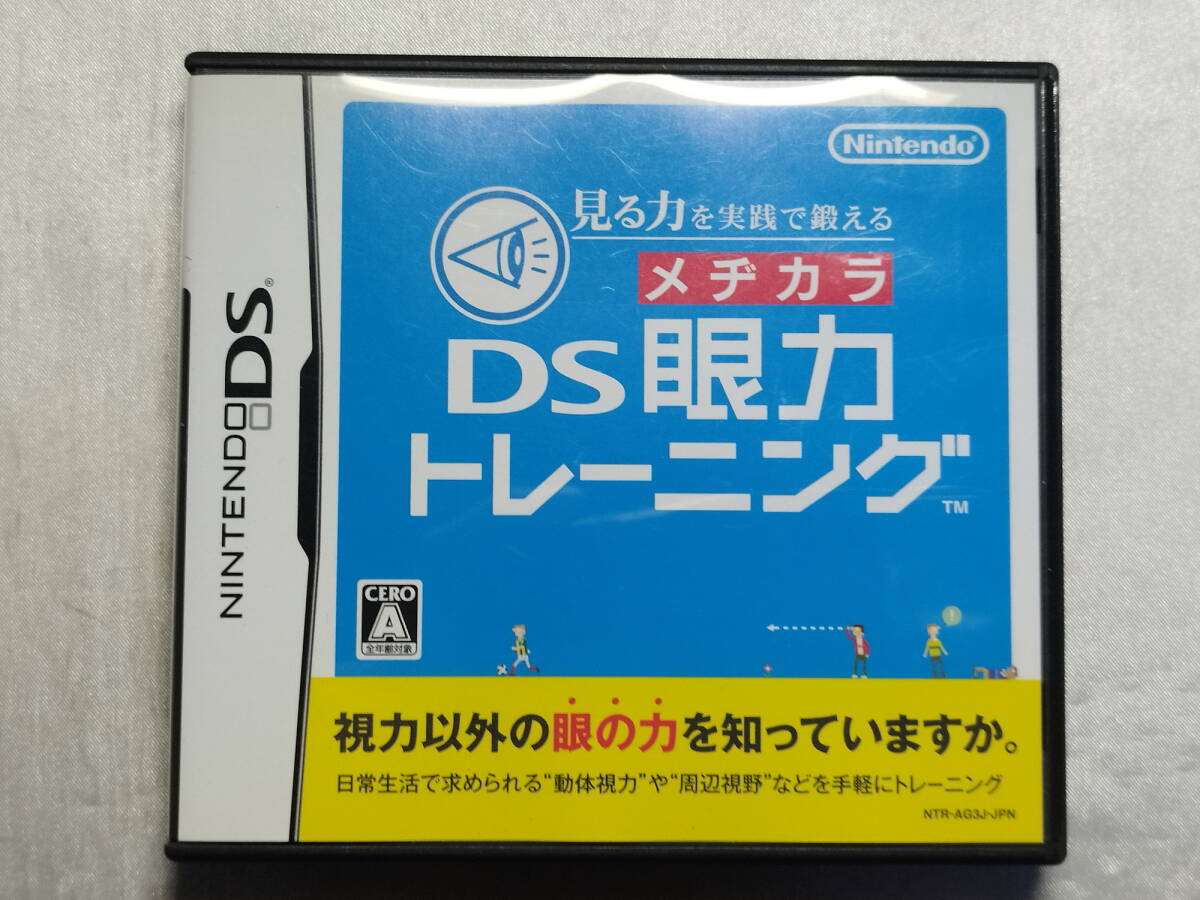 NINTENDO DS®
Nintendo®
見る力を実践で鍛える
メヂカラ
DS 眼力
トレーニング™
CERO
A
全年齢対象
!
視力以外の眼の力を知っていますか。
日常生活で求められる“動体視力”や“周辺視野”などを手軽にトレーニング
NTR-AG3J-JPN